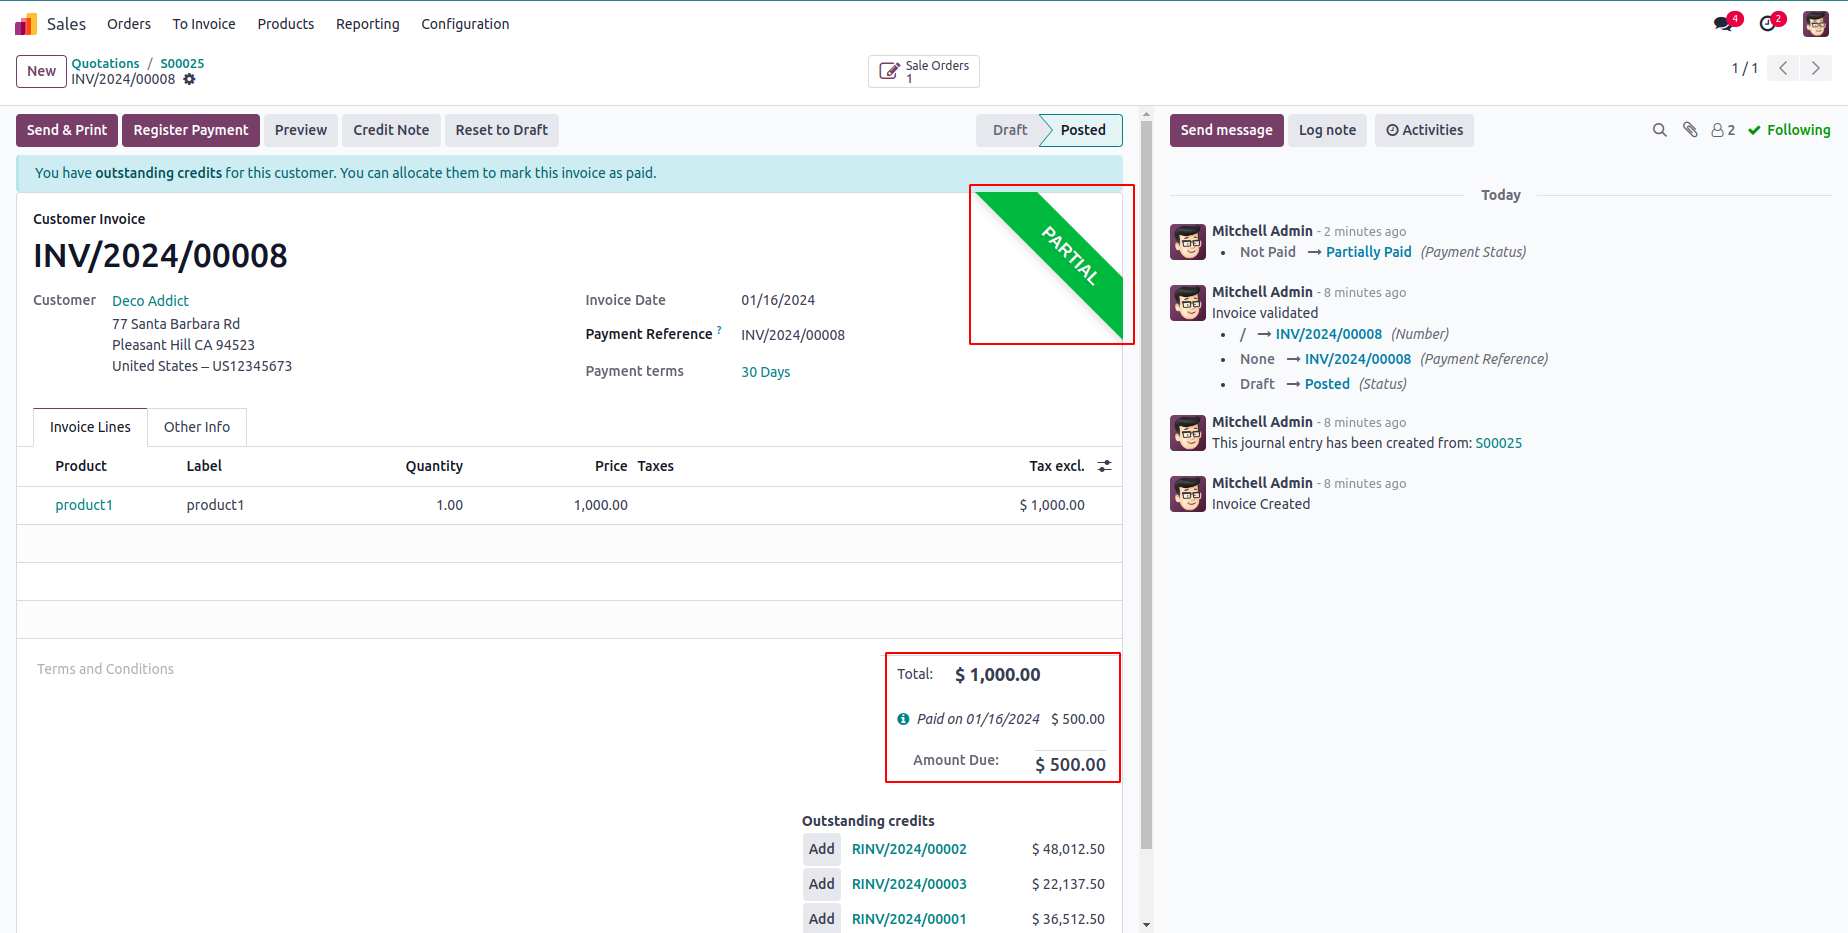 Sales Orders To Invoice Products Reporting Configuration 4 2
New Quotations / S00025
INV/2024/00008
Sale Orders
1
1 / 1
Send & Print Register Payment Preview Credit Note Reset to Draft Draft Posted
You have outstanding credits for this customer. You can allocate them to mark this invoice as paid.
PARTIAL
Customer Invoice
INV/2024/00008
Customer Deco Addict
77 Santa Barbara Rd
Pleasant Hill CA 94523
United States – US12345673
Invoice Date 01/16/2024
Payment Reference ? INV/2024/00008
Payment terms 30 Days
Invoice Lines Other Info
Product Label Quantity Price Taxes Tax excl.
product1 product1 1.00 1,000.00 $ 1,000.00
Terms and Conditions
Total: $ 1,000.00
Paid on 01/16/2024 $ 500.00
Amount Due: $ 500.00
Outstanding credits
Add RINV/2024/00002 $ 48,012.50
Add RINV/2024/00003 $ 22,137.50
Add RINV/2024/00001 $ 36,512.50
Send message Log note Activities 2 Following
Today
Mitchell Admin - 2 minutes ago
• Not Paid → Partially Paid (Payment Status)
Mitchell Admin - 8 minutes ago
Invoice validated
• / → INV/2024/00008 (Number)
• None → INV/2024/00008 (Payment Reference)
• Draft → Posted (Status)
Mitchell Admin - 8 minutes ago
This journal entry has been created from: S00025
Mitchell Admin - 8 minutes ago
Invoice Created